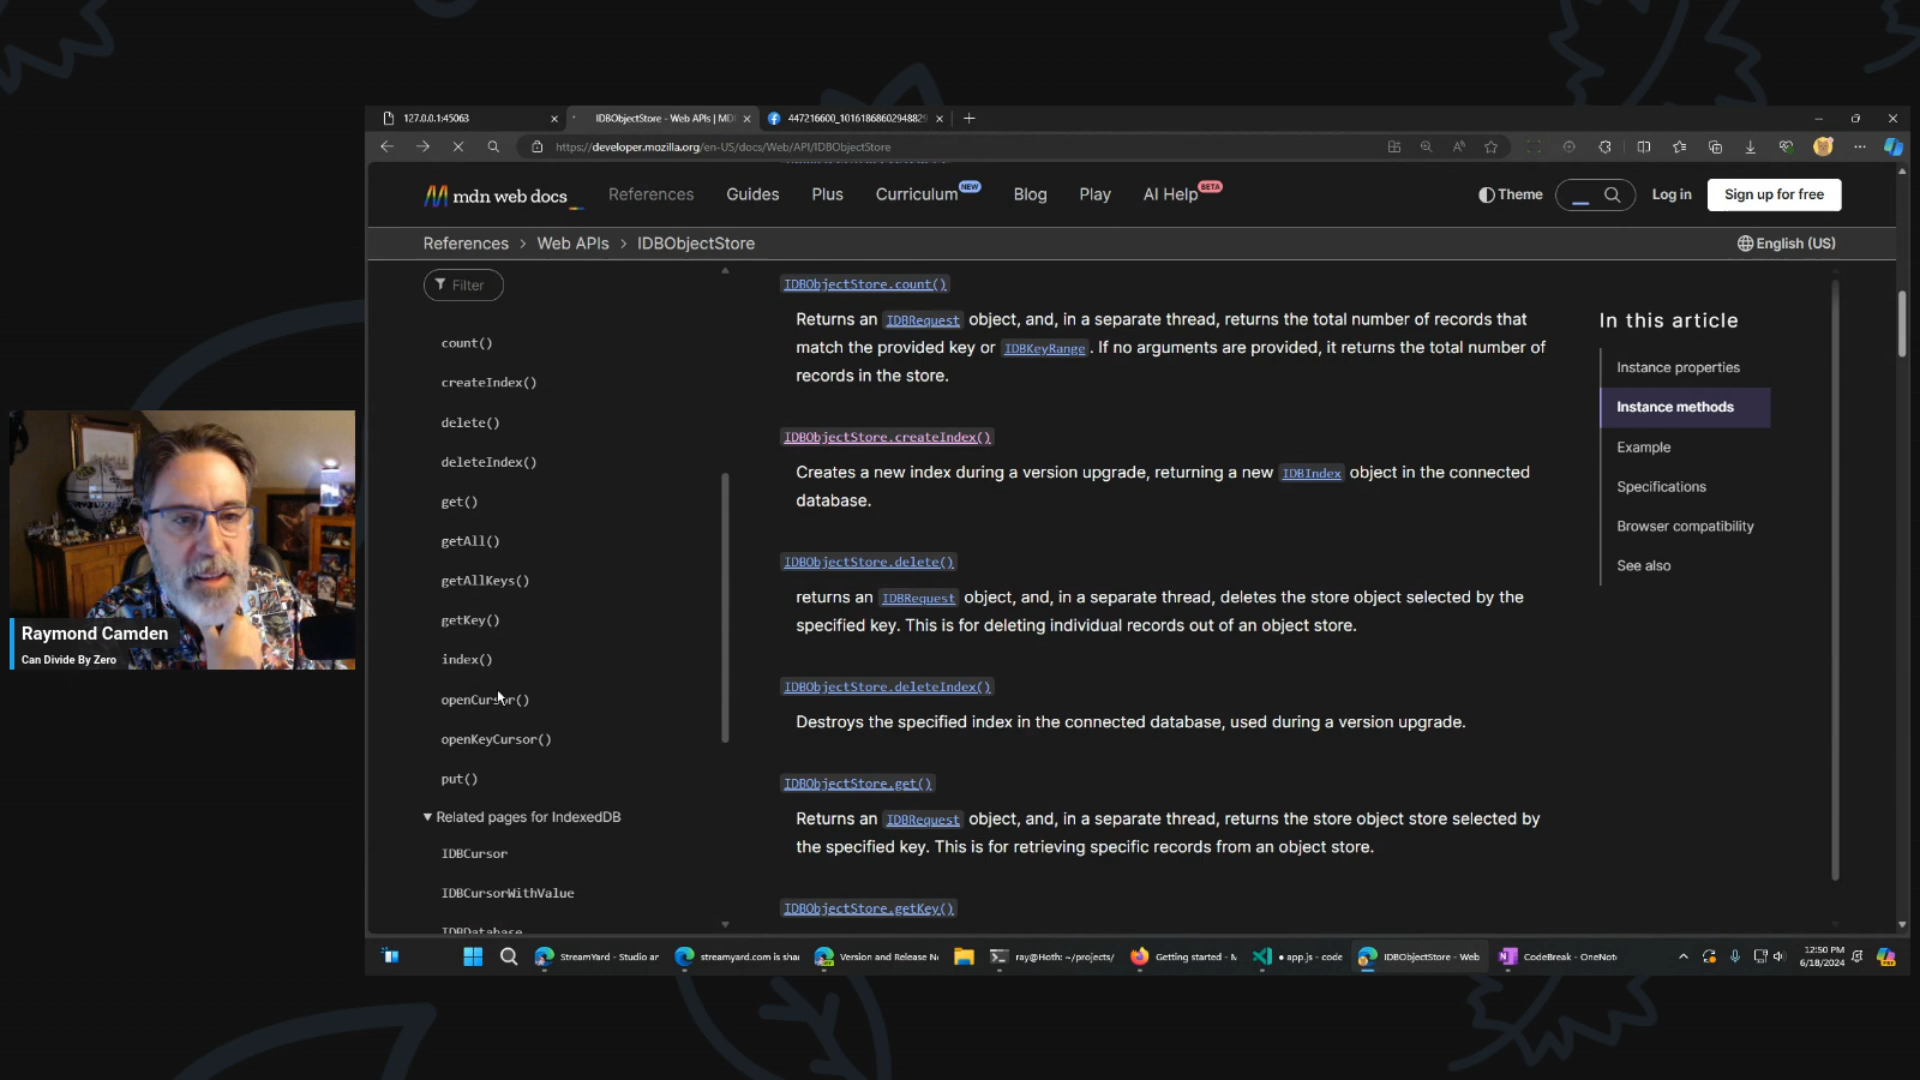 127.0.0.1:45063
IDBObjectStore - Web APIs | MD
447216600_10161868602948829
https://developer.mozilla.org/en-US/docs/Web/API/IDBObjectStore
mdn web docs
References
Guides
Plus
Curriculum NEW
Blog
Play
AI Help BETA
Theme
Log in
Sign up for free
References > Web APIs > IDBObjectStore
English (US)
Filter
count()
createIndex()
delete()
deleteIndex()
get()
getAll()
getAllKeys()
getKey()
index()
openCursor()
openKeyCursor()
put()
Related pages for IndexedDB
IDBCursor
IDBCursorWithValue
IDBDatabase
IDBObjectStore.count()
Returns an IDBRequest object, and, in a separate thread, returns the total number of records that
match the provided key or IDBKeyRange. If no arguments are provided, it returns the total number of
records in the store.
IDBObjectStore.createIndex()
Creates a new index during a version upgrade, returning a new IDBIndex object in the connected
database.
IDBObjectStore.delete()
returns an IDBRequest object, and, in a separate thread, deletes the store object selected by the
specified key. This is for deleting individual records out of an object store.
IDBObjectStore.deleteIndex()
Destroys the specified index in the connected database, used during a version upgrade.
IDBObjectStore.get()
Returns an IDBRequest object, and, in a separate thread, returns the store object store selected by
the specified key. This is for retrieving specific records from an object store.
IDBObjectStore.getKey()
In this article
Instance properties
Instance methods
Example
Specifications
Browser compatibility
See also
Raymond Camden
Can Divide By Zero
StreamYard - Studio ar
streamyard.com is shar
Version and Release N
ray@Hoth: ~/projects/
Getting started - M
● app.js - code
IDBObjectStore - Web
CodeBreak - OneNot
12:50 PM
6/18/2024